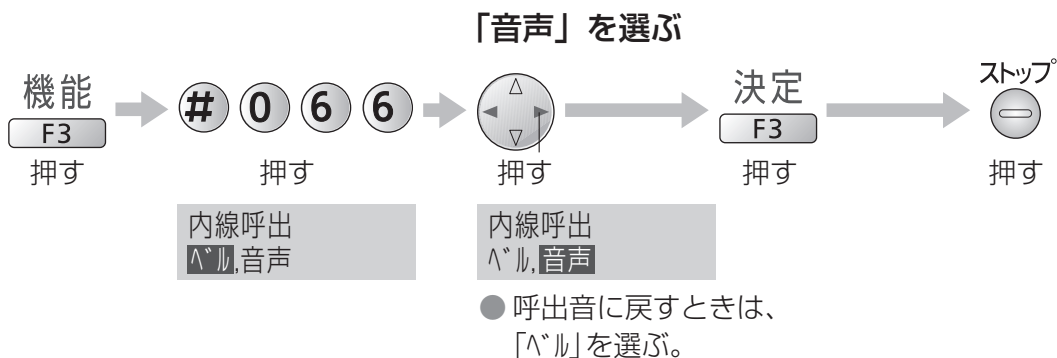 「音声」を選ぶ
機能
F3
押す
# 0 6 6
押す
内線呼出
ﾍﾞﾙ,音声
押す
内線呼出
ﾍﾞﾙ,音声
● 呼出音に戻すときは、
「ﾍﾞﾙ」を選ぶ。
決定
F3
押す
ストップ
押す